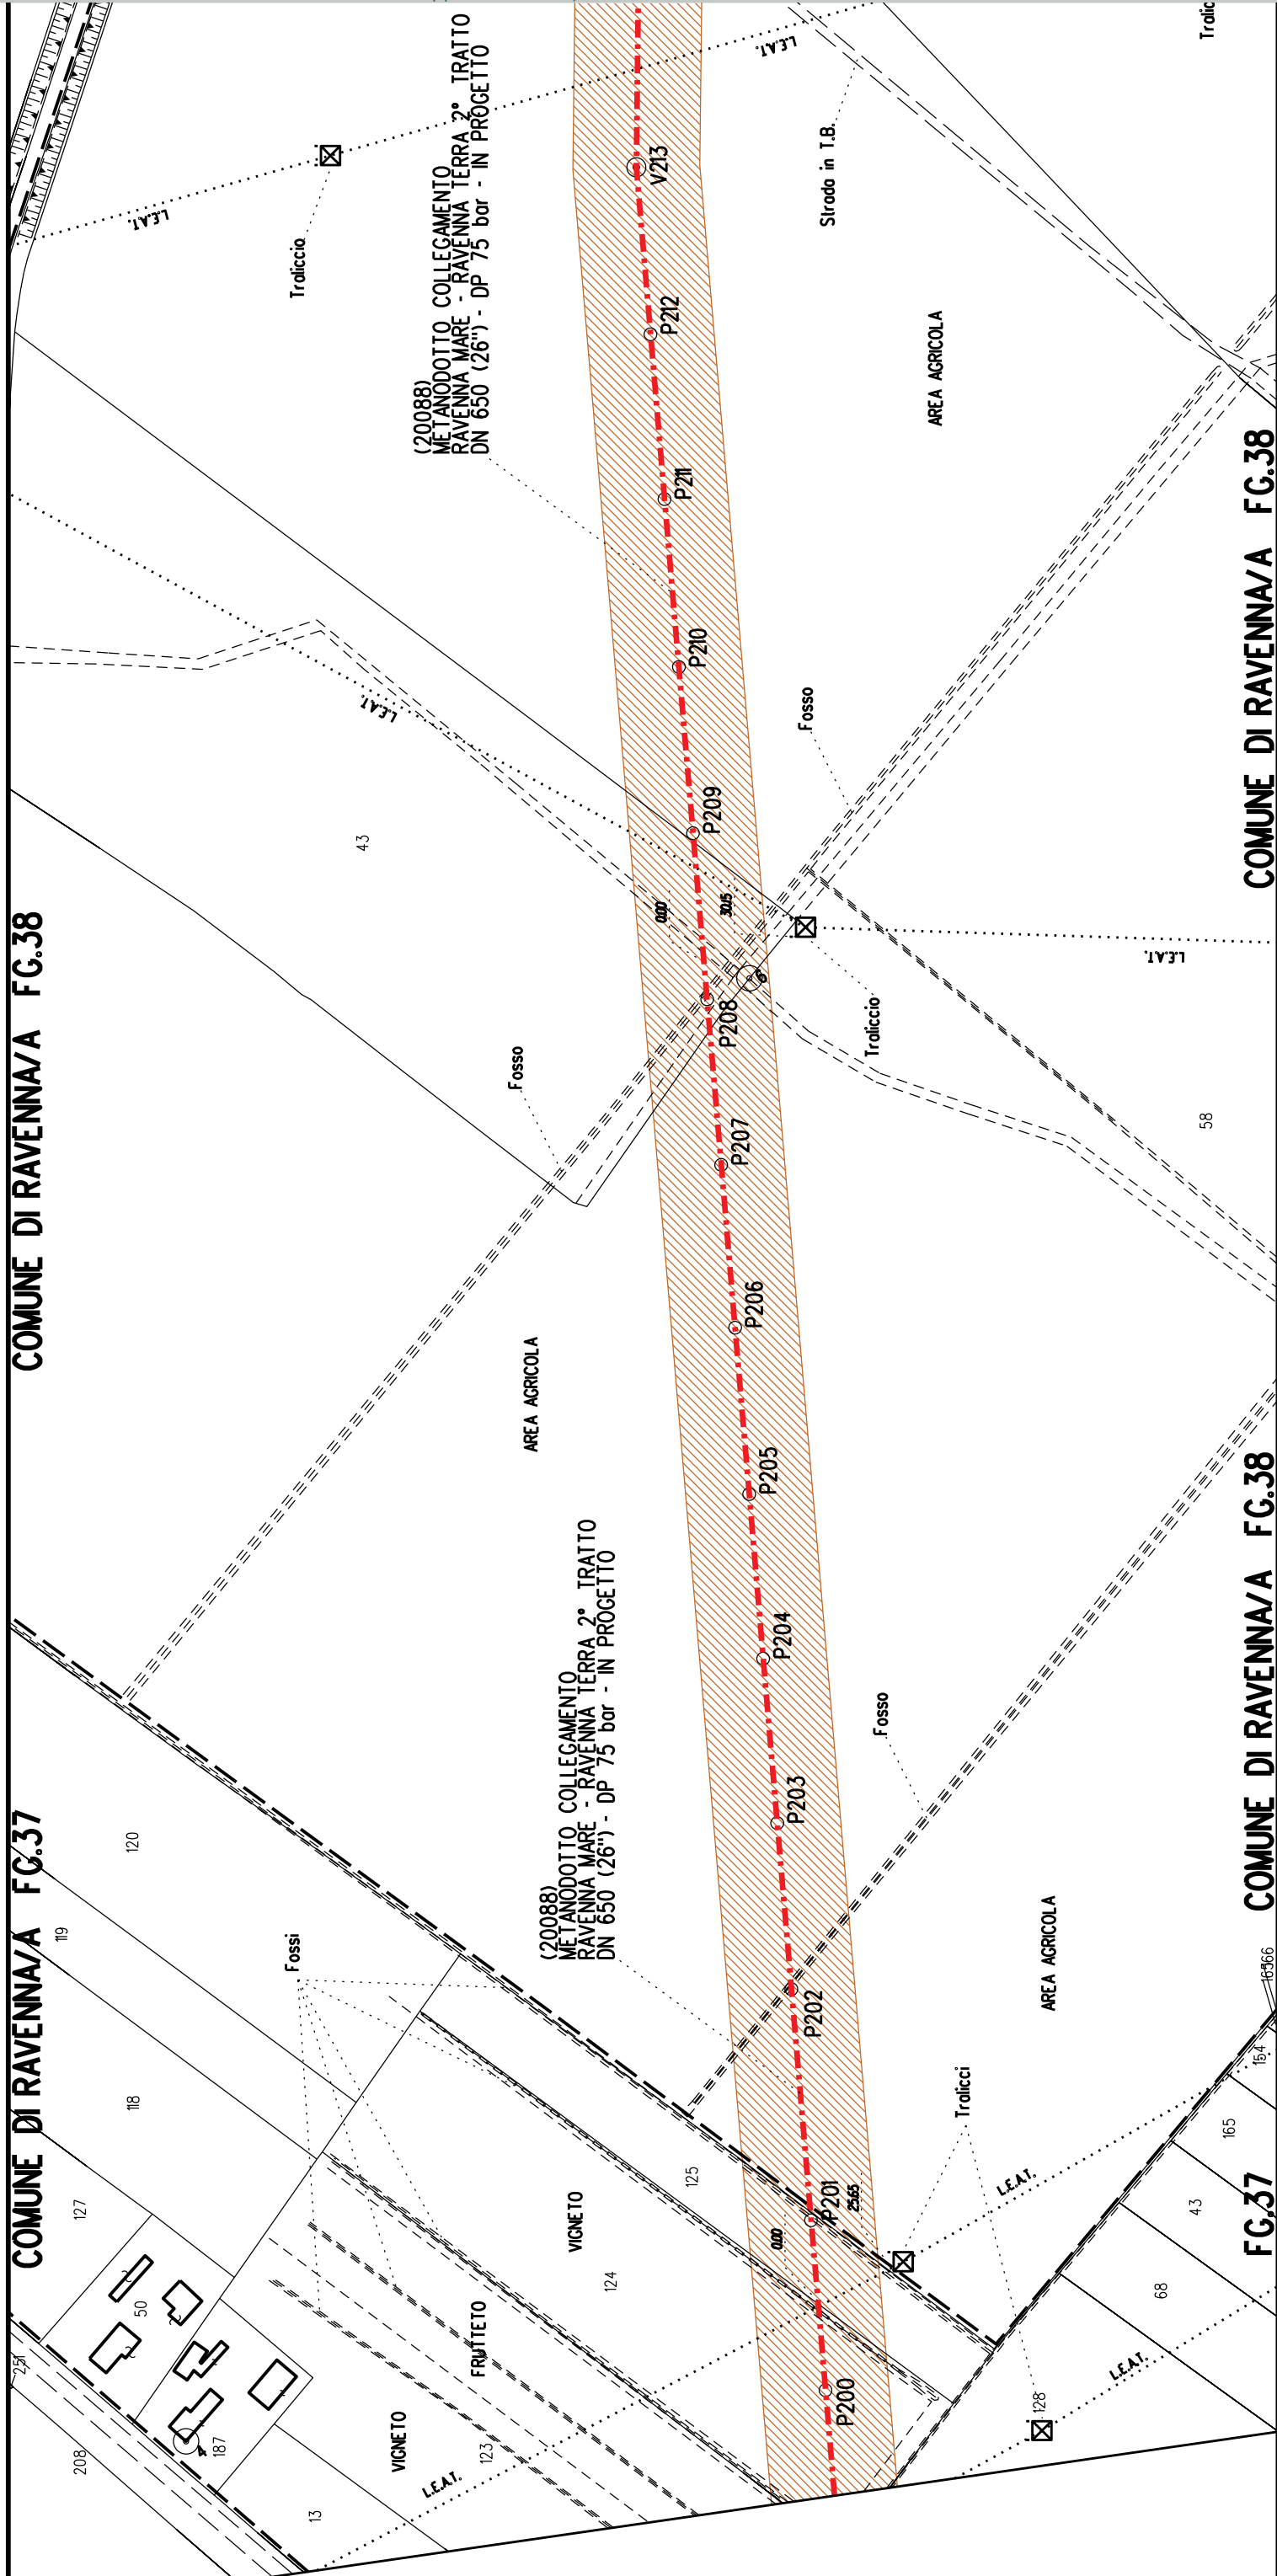 COMUNE DI RAVENNA/A FG.37
COMUNE DI RAVENNA/A FG.38
COMUNE DI RAVENNA/A FG.38
COMUNE DI RAVENNA/A FG.38
FG.37
(20088)
METANODOTTO COLLEGAMENTO
RAVENNA MARE - RAVENNA TERRA 2° TRATTO
DN 650 (26") - DP 75 bar - IN PROGETTO
(20088)
METANODOTTO COLLEGAMENTO
RAVENNA MARE - RAVENNA TERRA 2° TRATTO
DN 650 (26") - DP 75 bar - IN PROGETTO
P200
P201
P202
P203
P204
P205
P206
P207
P208
P209
P210
P211
P212
V213
0.00
25.65
0.00
30.15
6
4
AREA AGRICOLA
AREA AGRICOLA
AREA AGRICOLA
VIGNETO
VIGNETO
FRUTTETO
Fossi
Fosso
Fosso
Fosso
Traliccio
Traliccio
Tralicci
Strada in T.B.
L.E.A.T.
L.E.A.T.
L.E.A.T.
L.E.A.T.
L.E.A.T.
L.E.A.T.
L.E.A.T.
251
208
187
13
50
127
118
119
120
123
124
125
128
68
43
165
154
43
58